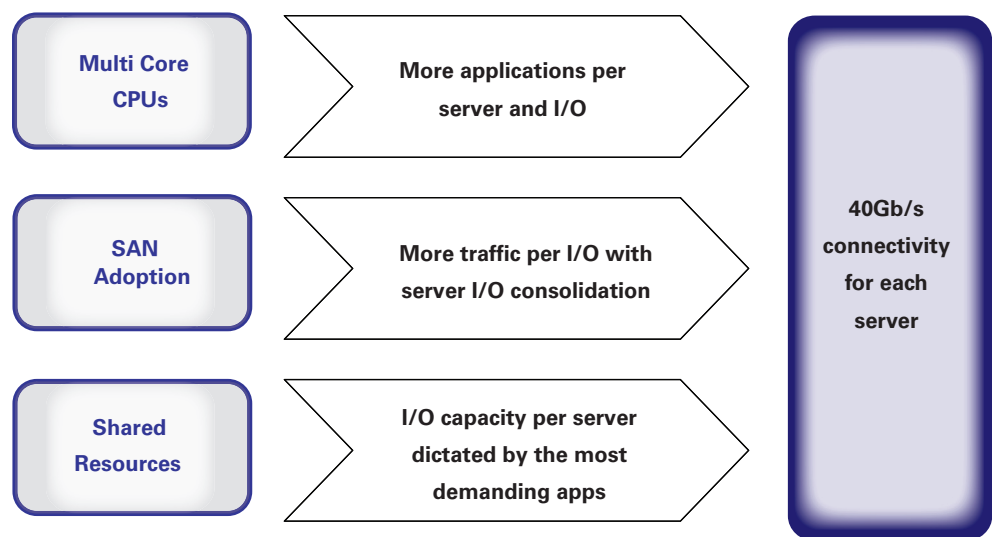 Multi Core
CPUs
More applications per
server and I/O
SAN
Adoption
More traffic per I/O with
server I/O consolidation
Shared
Resources
I/O capacity per server
dictated by the most
demanding apps
40Gb/s
connectivity
for each
server